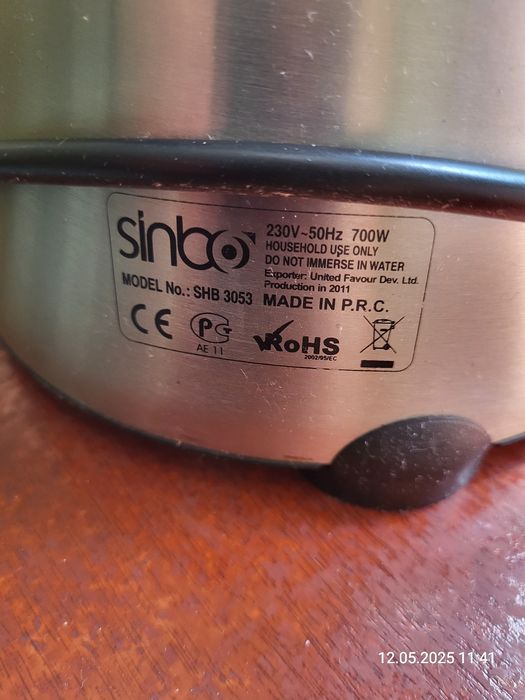 sinbo
230V~50Hz 700W
HOUSEHOLD USE ONLY
DO NOT IMMERSE IN WATER
Exporter: United Favour Dev. Ltd.
Production in 2011
MODEL No.: SHB 3053
MADE IN P.R.C.
CE
PG
AE 11
RoHS
2002/95/EC
12.05.2025 11:41